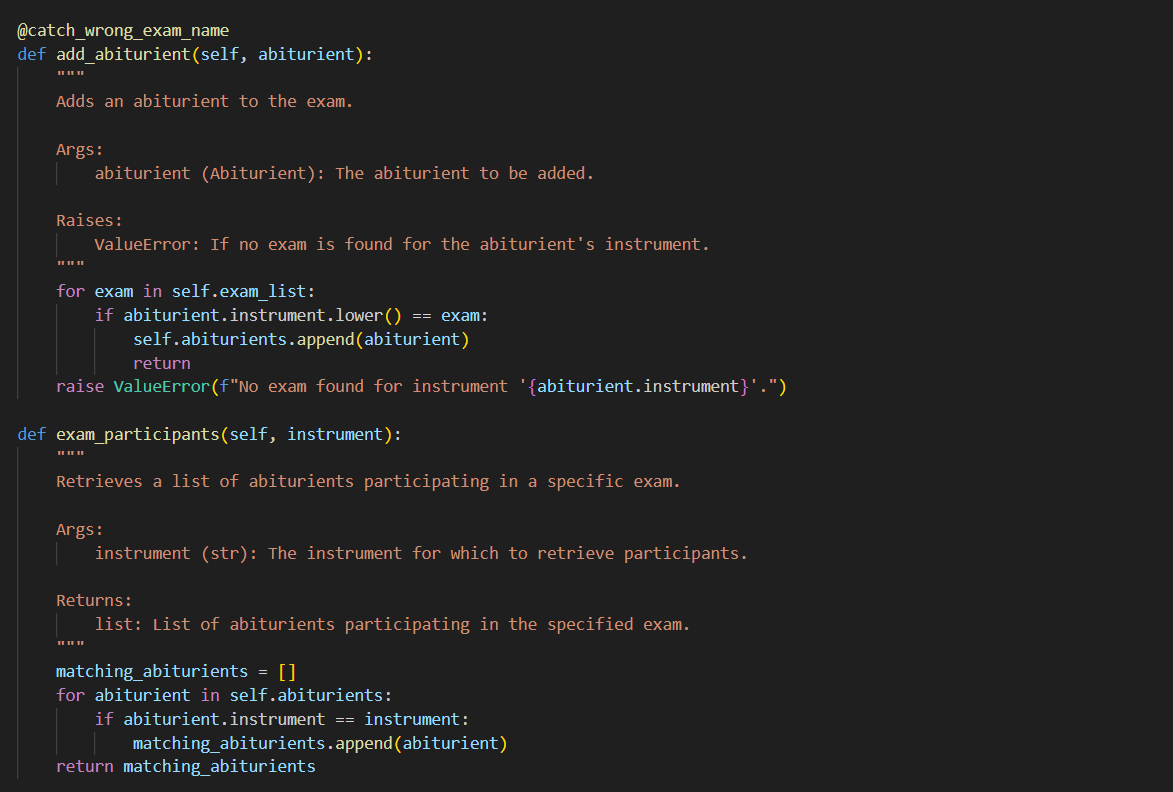 @catch_wrong_exam_name
def add_abiturient(self, abiturient):
    """
    Adds an abiturient to the exam.

    Args:
        abiturient (Abiturient): The abiturient to be added.

    Raises:
        ValueError: If no exam is found for the abiturient's instrument.
    """
    for exam in self.exam_list:
        if abiturient.instrument.lower() == exam:
            self.abiturients.append(abiturient)
            return
    raise ValueError(f"No exam found for instrument '{abiturient.instrument}'.")

def exam_participants(self, instrument):
    """
    Retrieves a list of abiturients participating in a specific exam.

    Args:
        instrument (str): The instrument for which to retrieve participants.

    Returns:
        list: List of abiturients participating in the specified exam.
    """
    matching_abiturients = []
    for abiturient in self.abiturients:
        if abiturient.instrument == instrument:
            matching_abiturients.append(abiturient)
    return matching_abiturients